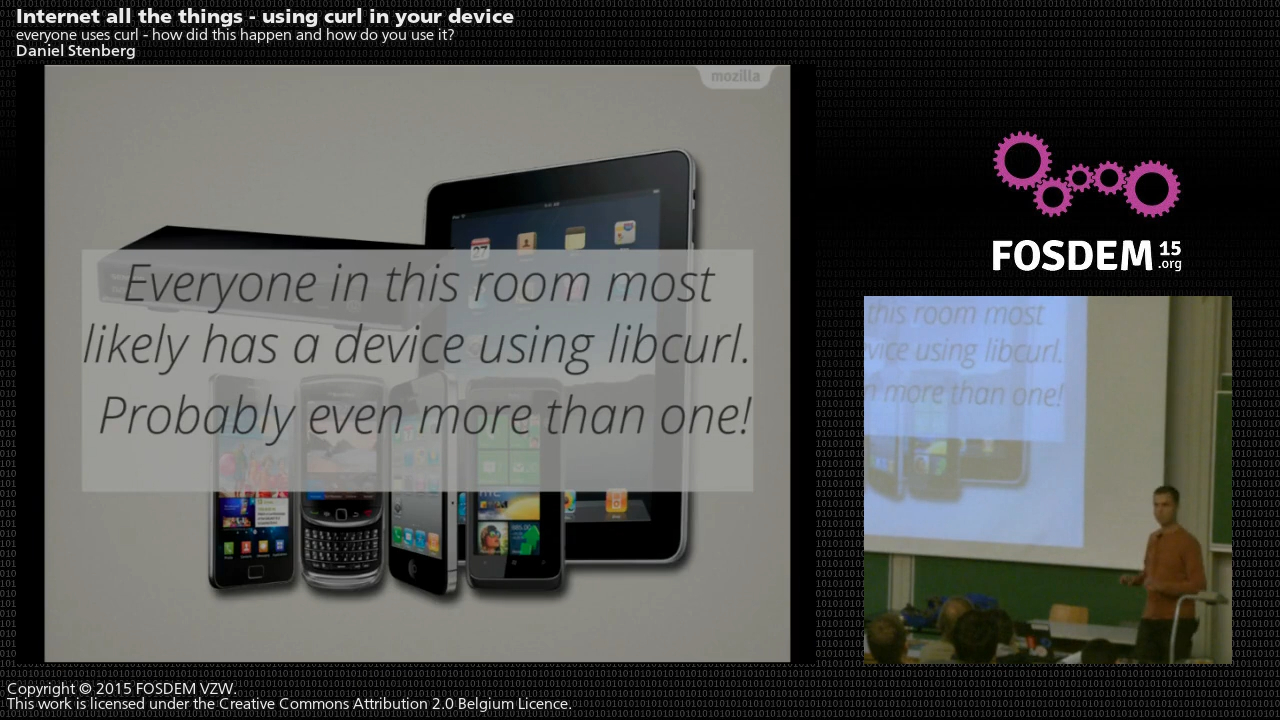 Internet all the things - using curl in your device
everyone uses curl - how did this happen and how do you use it?
Daniel Stenberg
mozilla
Everyone in this room most
likely has a device using libcurl.
Probably even more than one!
27
FOSDEM 15
.org
this room most
vice using libcurl.
n more than one!
Copyright © 2015 FOSDEM VZW.
This work is licensed under the Creative Commons Attribution 2.0 Belgium Licence.